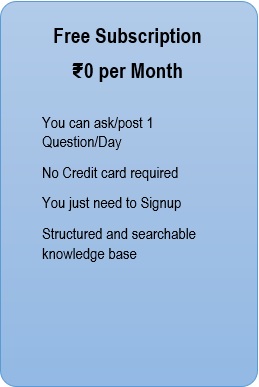 Free Subscription
₹0 per Month
You can ask/post 1
Question/Day
No Credit card required
You just need to Signup
Structured and searchable
knowledge base